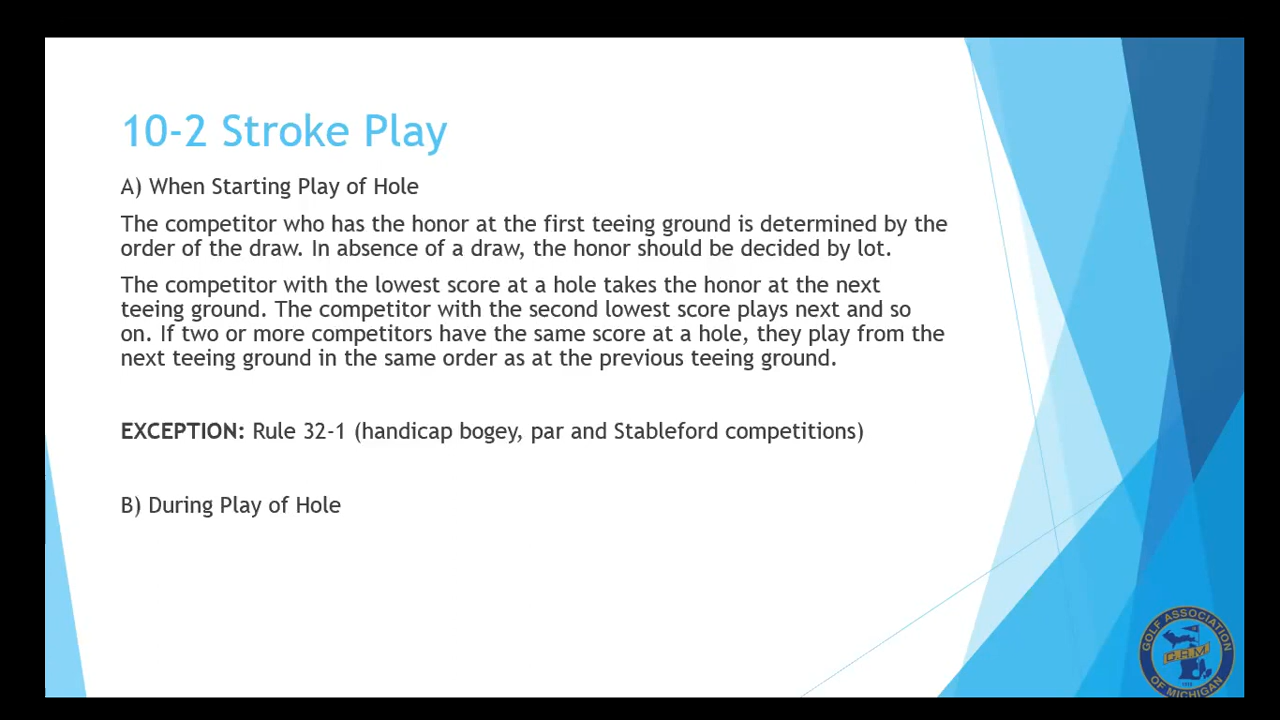 10-2 Stroke Play
A) When Starting Play of Hole
The competitor who has the honor at the first teeing ground is determined by the
order of the draw. In absence of a draw, the honor should be decided by lot.
The competitor with the lowest score at a hole takes the honor at the next
teeing ground. The competitor with the second lowest score plays next and so
on. If two or more competitors have the same score at a hole, they play from the
next teeing ground in the same order as at the previous teeing ground.
EXCEPTION: Rule 32-1 (handicap bogey, par and Stableford competitions)
B) During Play of Hole
GOLF ASSOCIATION
G.A.M.
OF MICHIGAN